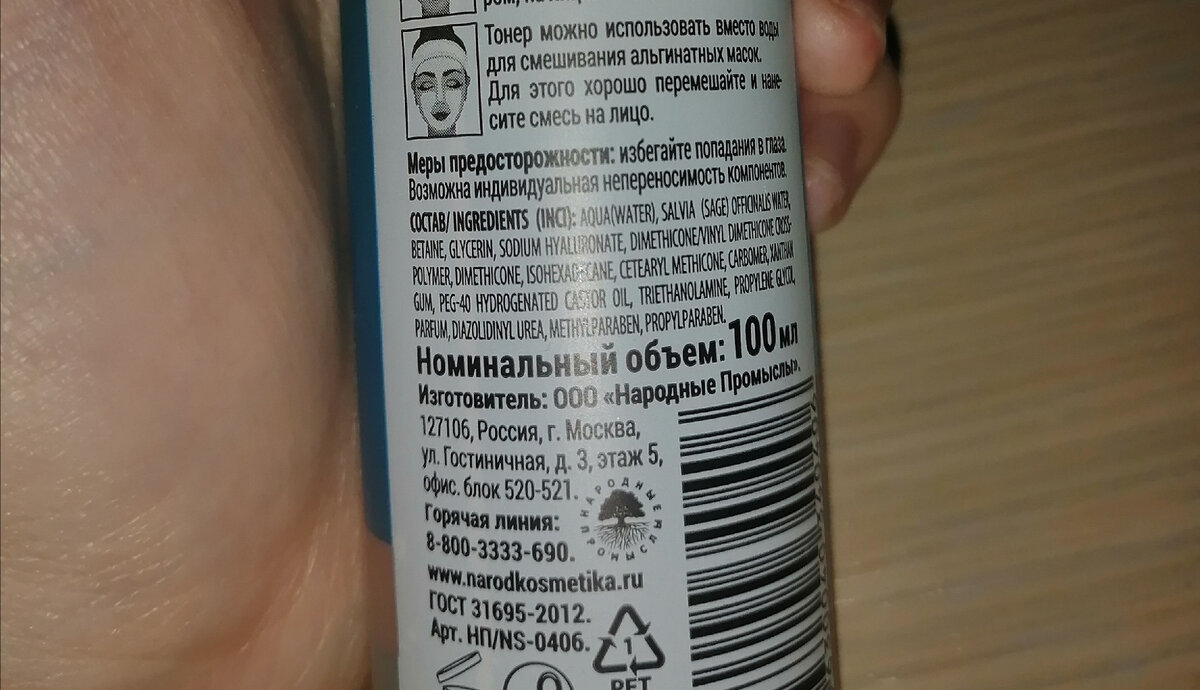 Тонер можно использовать вместо воды
для смешивания альгинатных масок.
Для этого хорошо перемешайте и нане-
сите смесь на лицо.
Меры предосторожности: избегайте попадания в глаза.
Возможна индивидуальная непереносимость компонентов.
СОСТАВ/ INGREDIENTS (INCI): AQUA(WATER), SALVIA (SAGE) OFFICINALIS WATER,
BETAINE, GLYCERIN, SODIUM HYALURONATE, DIMETHICONE/VINYL DIMETHICONE CROSS-
POLYMER, DIMETHICONE, ISOHEXADECANE, CETEARYL METHICONE, CARBOMER, XANTHAN
GUM, PEG-40 HYDROGENATED CASTOR OIL, TRIETHANOLAMINE, PROPYLENE GLYCOL,
PARFUM, DIAZOLIDINYL UREA, METHYLPARABEN, PROPYLPARABEN.
Номинальный объем: 100 мл
Изготовитель: ООО «Народные Промыслы».
127106, Россия, г. Москва,
ул. Гостиничная, д. 3, этаж 5,
офис. блок 520-521.
НАРОДНЫЕ ПРОМЫСЛЫ
Горячая линия:
8-800-3333-690.
www.narodkosmetika.ru
ГОСТ 31695-2012.
Арт. НП/NS-0406.
1
PET